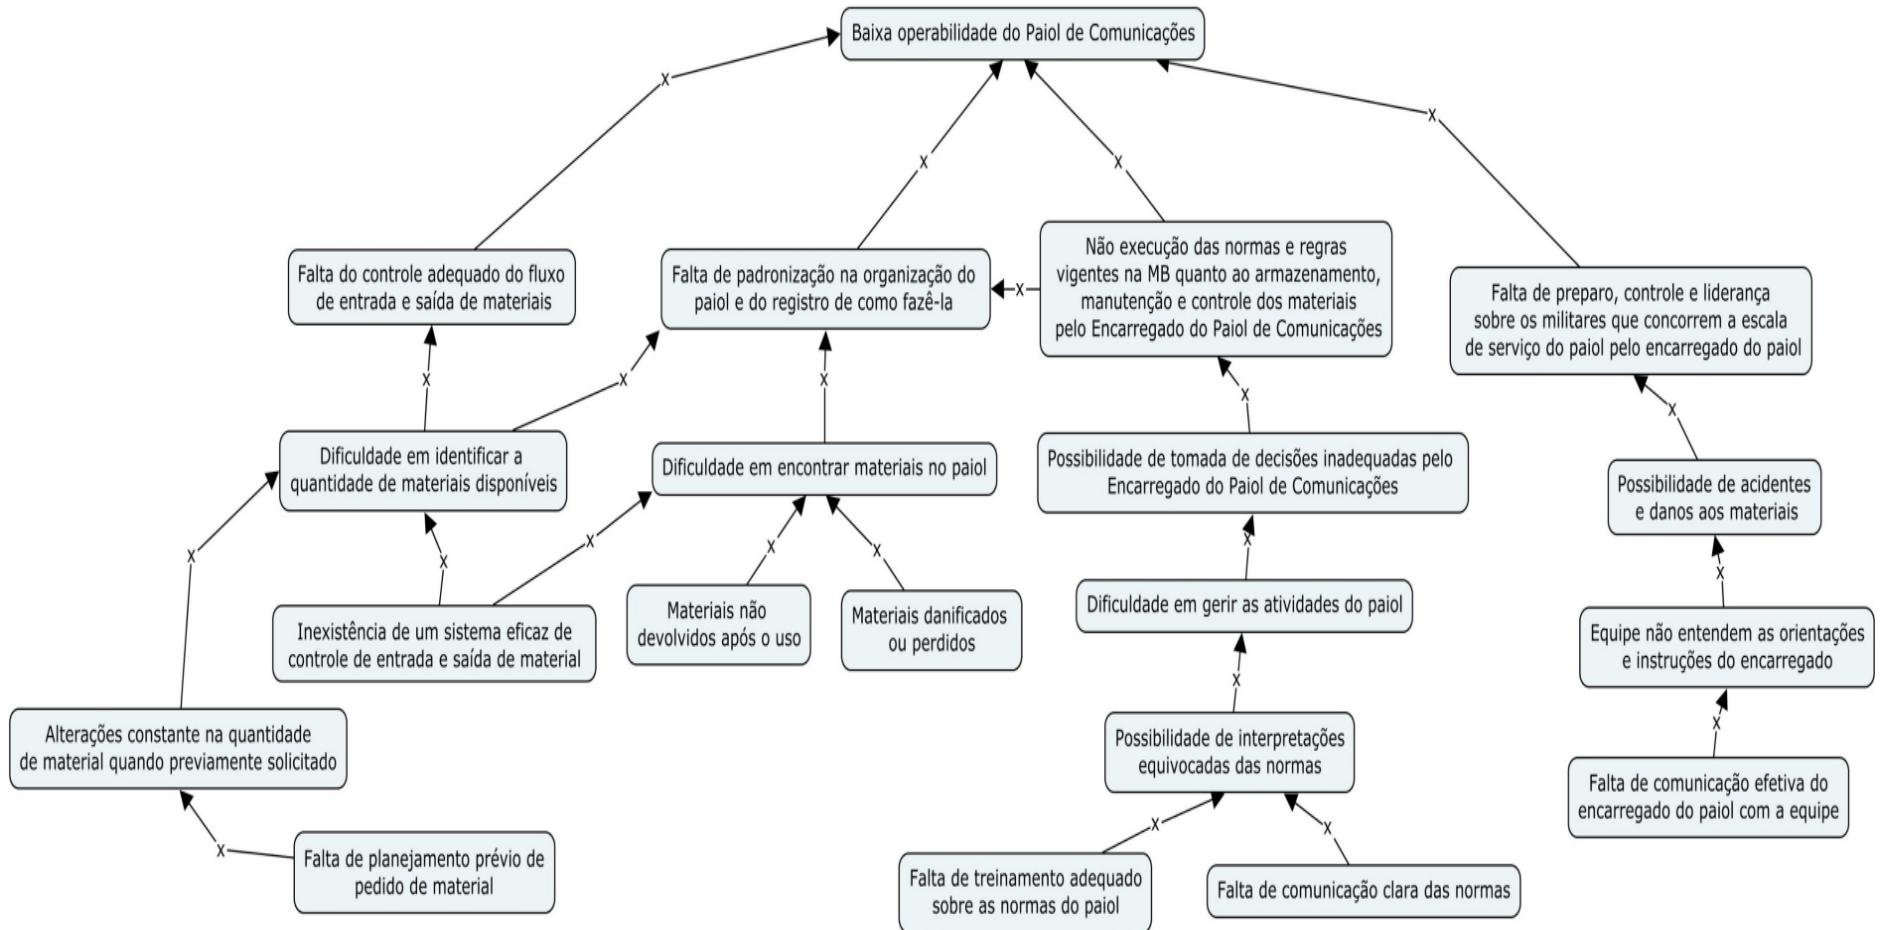 Baixa operabilidade do Paiol de Comunicações
X
X
X
X
Falta do controle adequado do fluxo
de entrada e saída de materiais
Falta de padronização na organização do
paiol e do registro de como fazê-la
X
Não execução das normas e regras
vigentes na MB quanto ao armazenamento,
manutenção e controle dos materiais
pelo Encarregado do Paiol de Comunicações
Falta de preparo, controle e liderança
sobre os militares que concorrem a escala
de serviço do paiol pelo encarregado do paiol
X
X
X
X
X
Dificuldade em identificar a
quantidade de materiais disponíveis
Dificuldade em encontrar materiais no paiol
Possibilidade de tomada de decisões inadequadas pelo
Encarregado do Paiol de Comunicações
Possibilidade de acidentes
e danos aos materiais
X
X
X
X
X
X
X
Inexistência de um sistema eficaz de
controle de entrada e saída de material
Materiais não
devolvidos após o uso
Materiais danificados
ou perdidos
Dificuldade em gerir as atividades do paiol
Equipe não entendem as orientações
e instruções do encarregado
X
X
Alterações constante na quantidade
de material quando previamente solicitado
Possibilidade de interpretações
equivocadas das normas
Falta de comunicação efetiva do
encarregado do paiol com a equipe
X
X
X
Falta de planejamento prévio de
pedido de material
Falta de treinamento adequado
sobre as normas do paiol
Falta de comunicação clara das normas